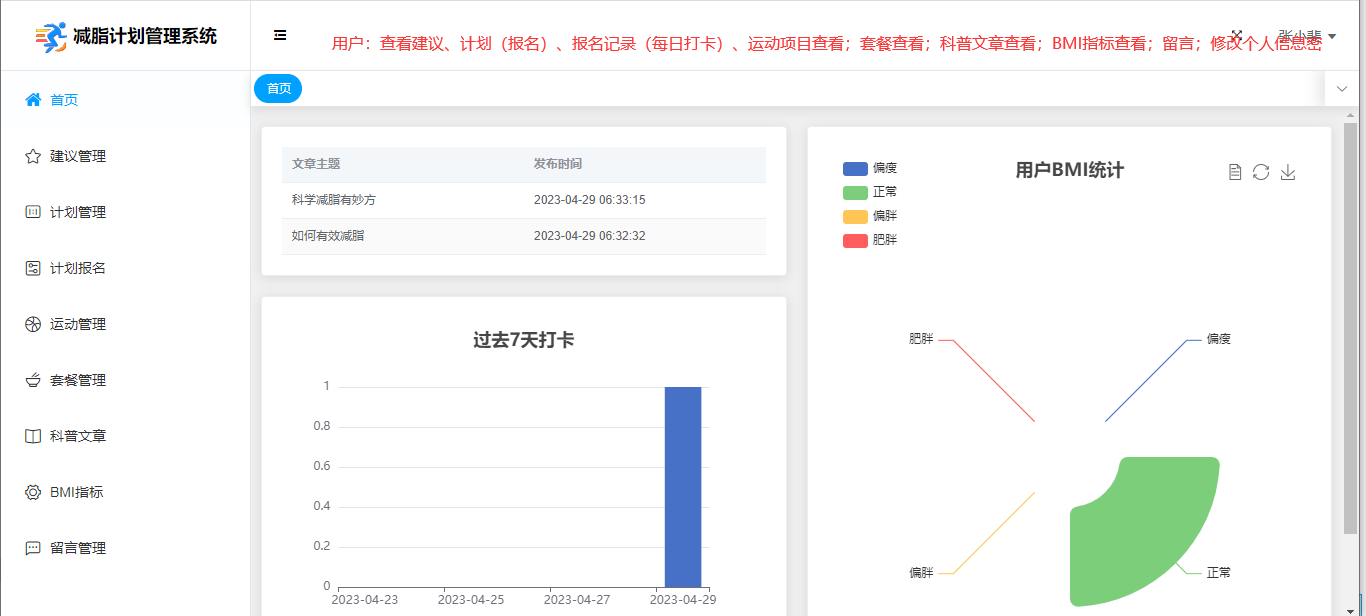 减脂计划管理系统
用户：查看建议、计划（报名）、报名记录（每日打卡）、运动项目查看；套餐查看；科普文章查看；BMI指标查看；留言；修改个人信息密
张小斐
首页
首页
建议管理
计划管理
计划报名
运动管理
套餐管理
科普文章
BMI指标
留言管理
文章主题 发布时间
科学减脂有妙方 2023-04-29 06:33:15
如何有效减脂 2023-04-29 06:32:32
过去7天打卡
1
0.8
0.6
0.4
0.2
0
2023-04-23 2023-04-25 2023-04-27 2023-04-29
用户BMI统计
偏瘦
正常
偏胖
肥胖
肥胖
偏瘦
偏胖
正常